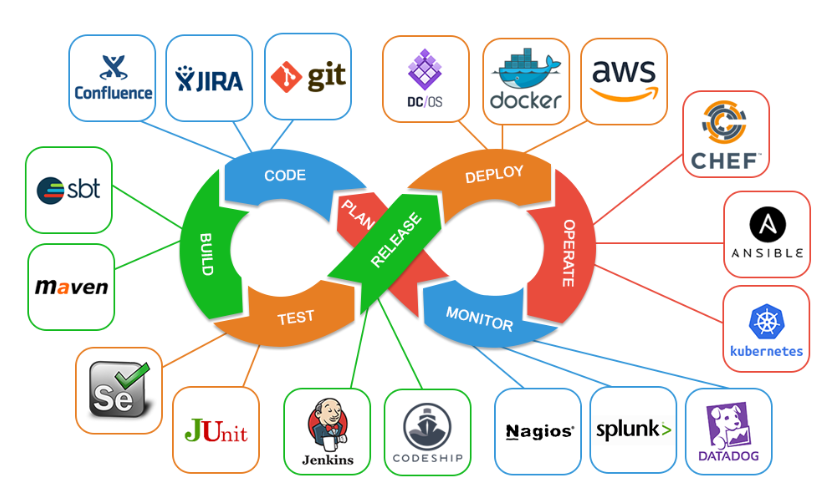 Confluence
JIRA
git
DC/OS
docker
aws
CHEF™
sbt
CODE
DEPLOY
PLAN
RELEASE
BUILD
OPERATE
ANSIBLE
maven
TEST
MONITOR
kubernetes
Se
JUnit
Jenkins
CODESHIP
Nagios®
splunk>
DATADOG